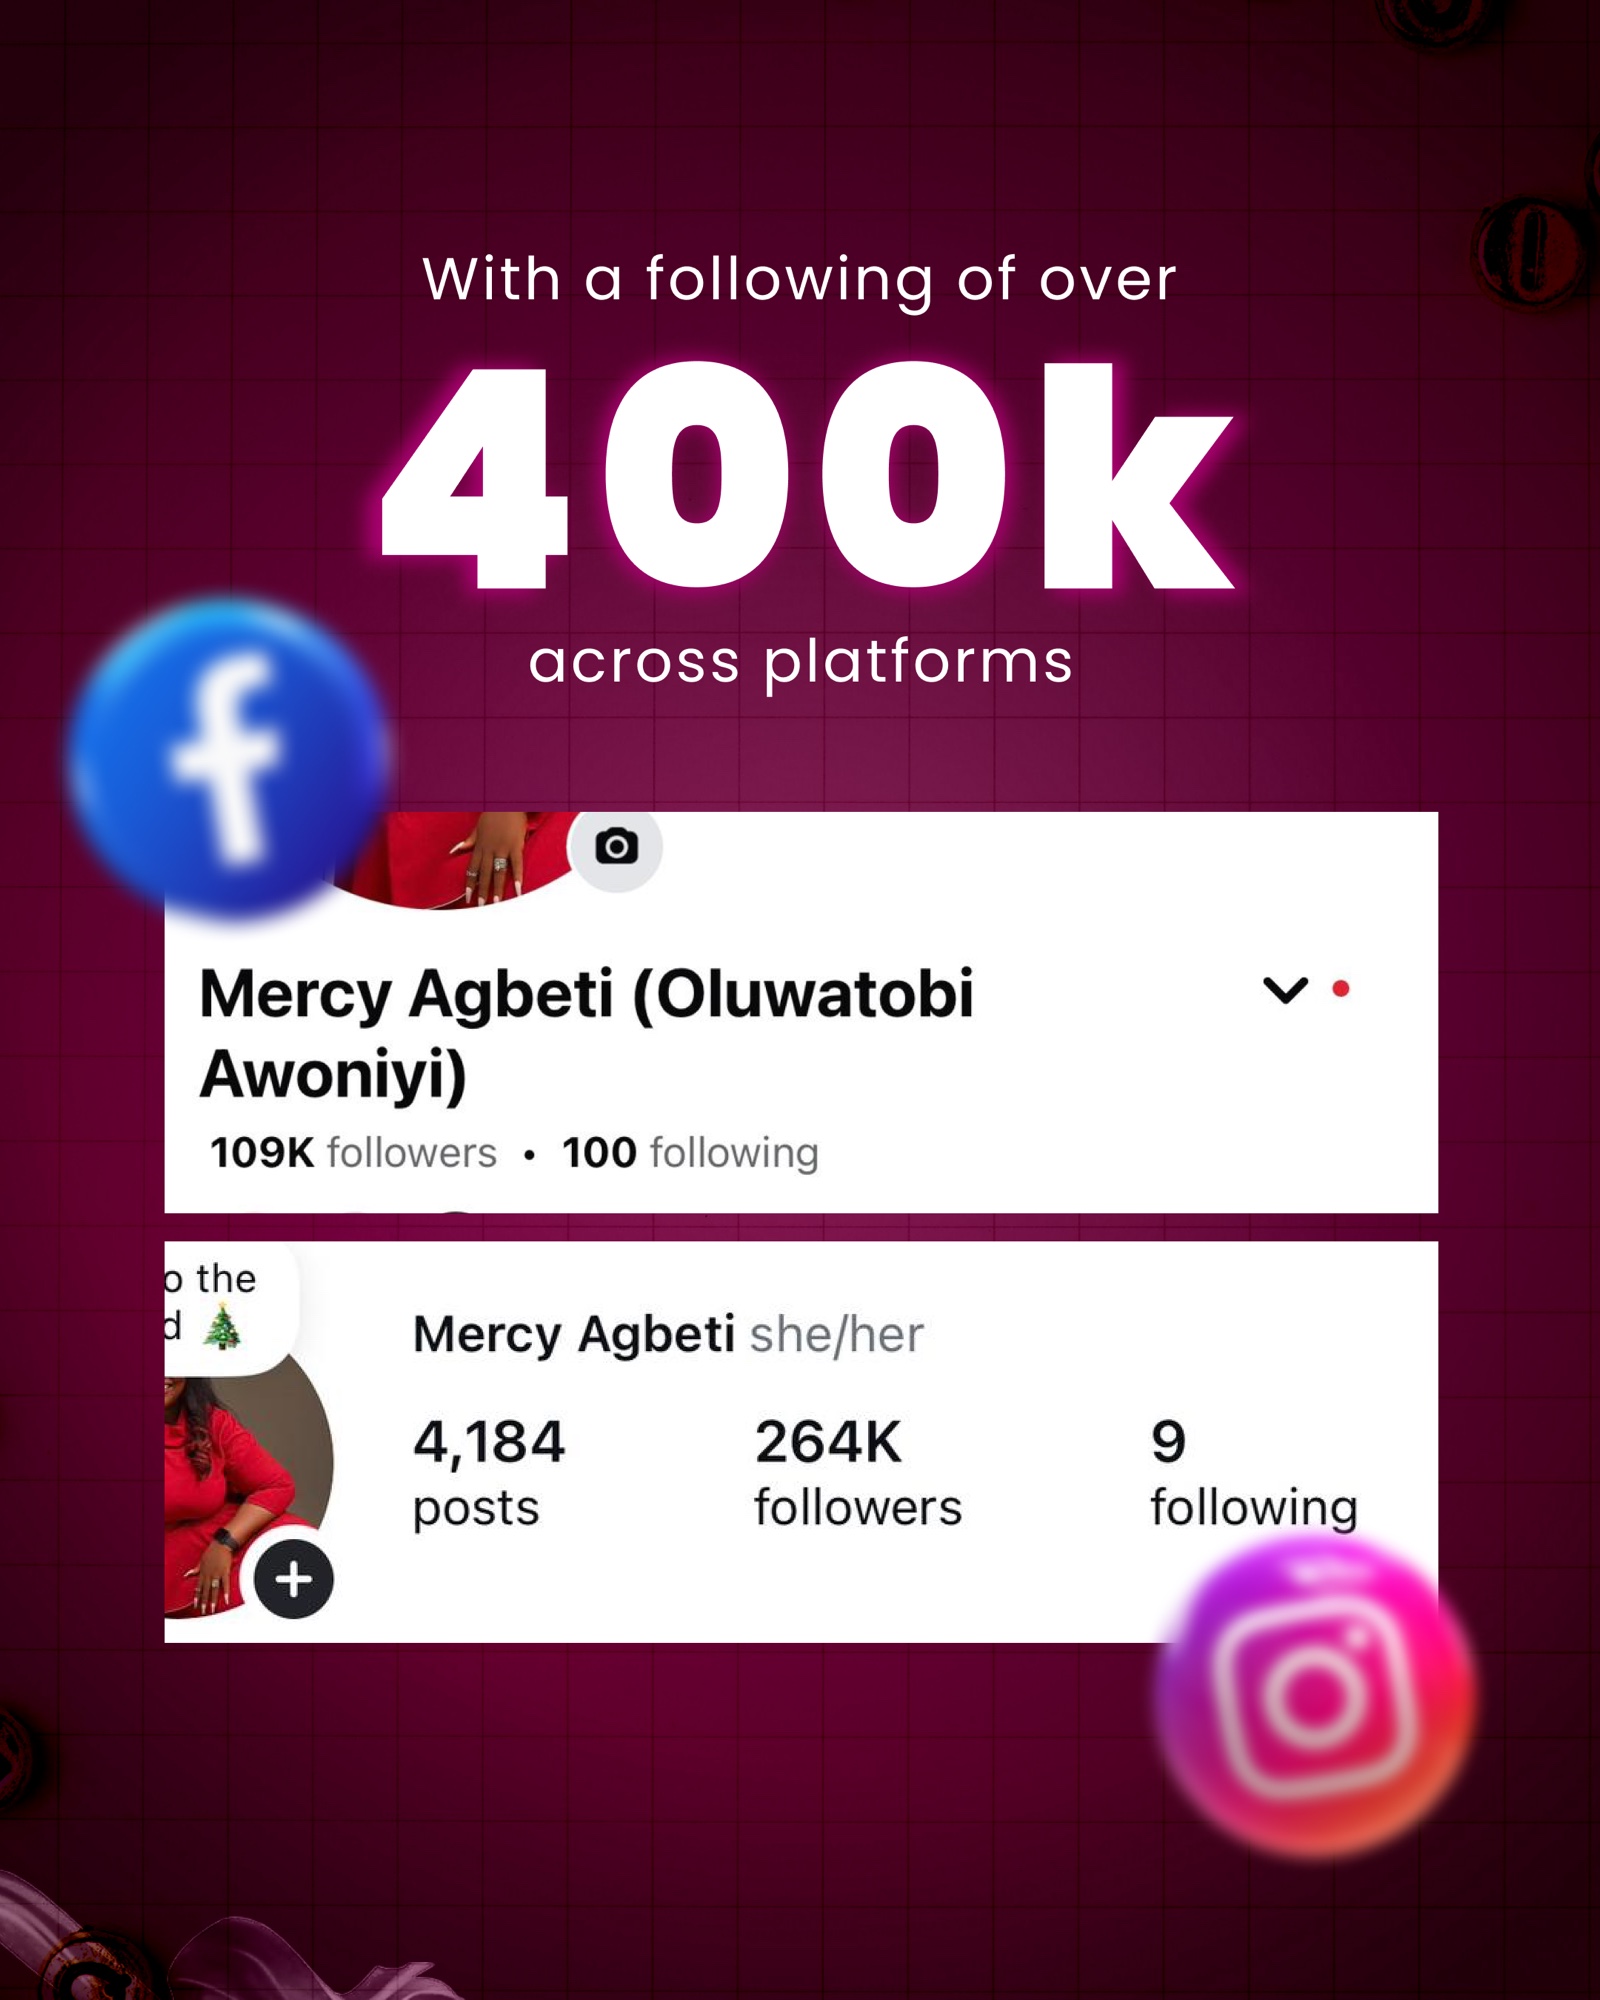 With a following of over
400k
across platforms
Mercy Agbeti (Oluwatobi
Awoniyi)
109K followers • 100 following
o the
d 🎄
Mercy Agbeti she/her
4,184
posts
264K
followers
9
following